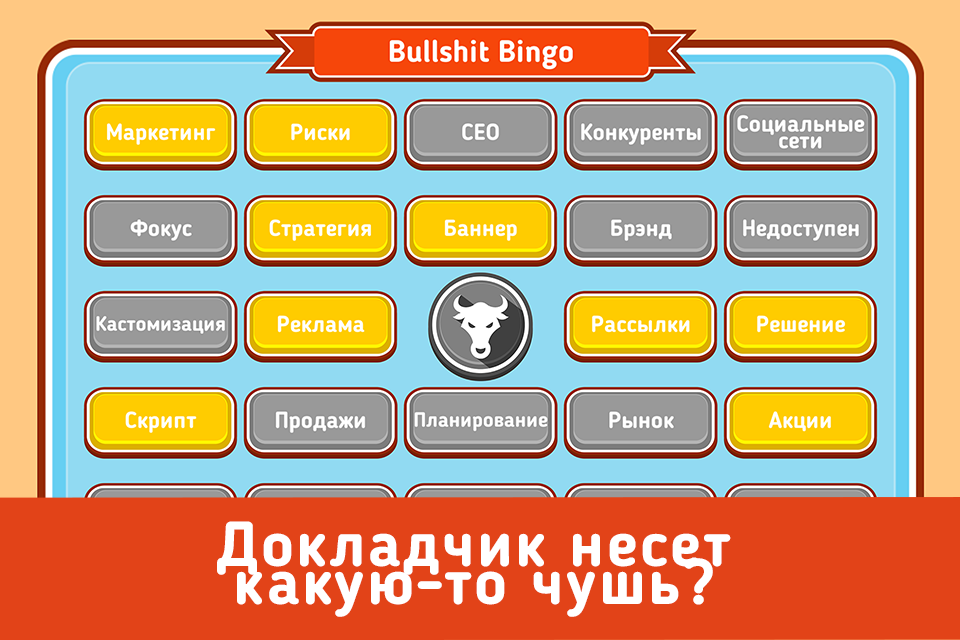 Bullshit Bingo
Маркетинг Риски CEO Конкуренты Социальные
сети
Фокус Стратегия Баннер Брэнд Недоступен
Кастомизация Реклама Рассылки Решение
Скрипт Продажи Планирование Рынок Акции
Докладчик несет
какую-то чушь?